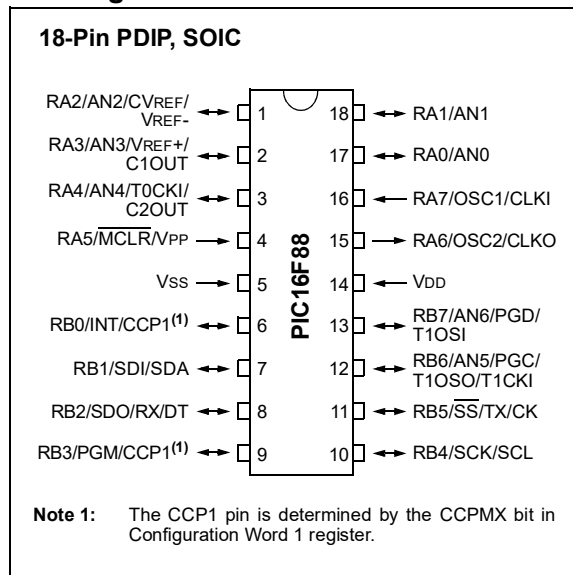 18-Pin PDIP, SOIC
RA2/AN2/CVREF/
VREF-
RA3/AN3/VREF+/
C1OUT
RA4/AN4/T0CKI/
C2OUT
RA5/MCLR/VPP
VSS
RB0/INT/CCP1(1)
RB1/SDI/SDA
RB2/SDO/RX/DT
RB3/PGM/CCP1(1)
1
2
3
4
5
6
7
8
9
PIC16F88
18
17
16
15
14
13
12
11
10
RA1/AN1
RA0/AN0
RA7/OSC1/CLKI
RA6/OSC2/CLKO
VDD
RB7/AN6/PGD/
T1OSI
RB6/AN5/PGC/
T1OSO/T1CKI
RB5/SS/TX/CK
RB4/SCK/SCL
Note 1: The CCP1 pin is determined by the CCPMX bit in
Configuration Word 1 register.